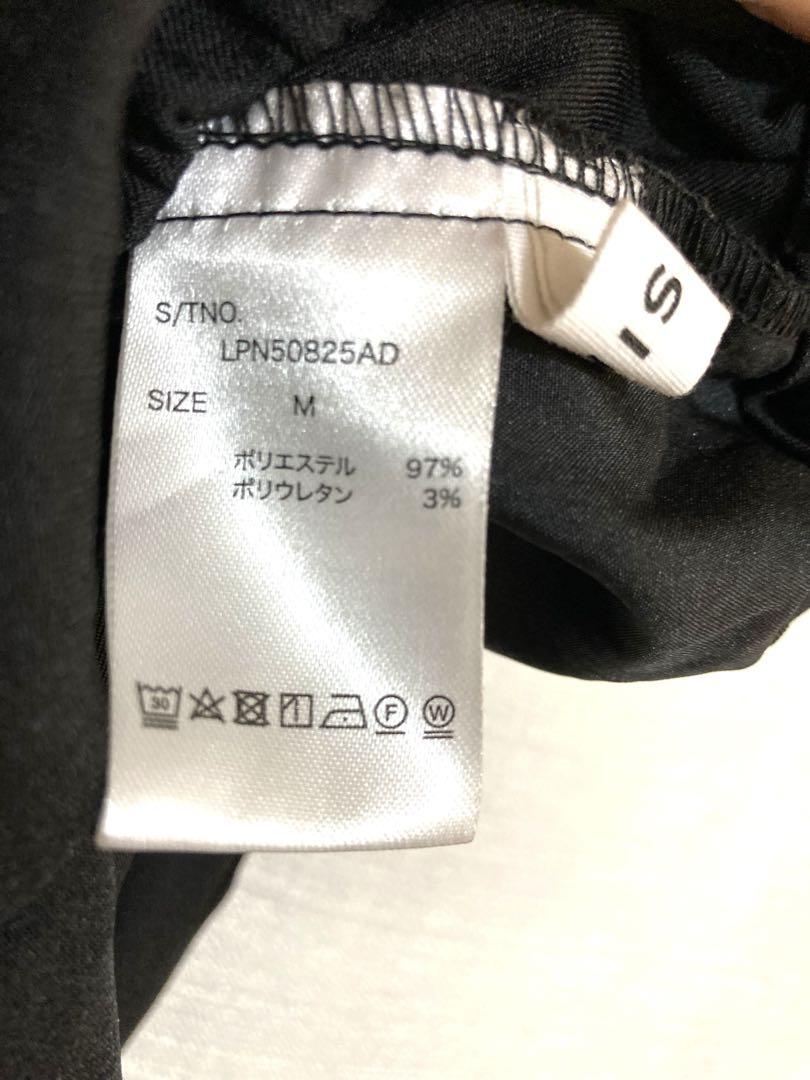 S/TNO.
LPN50825AD
SIZE M
ポリエステル 97%
ポリウレタン 3%
30
F
W
S